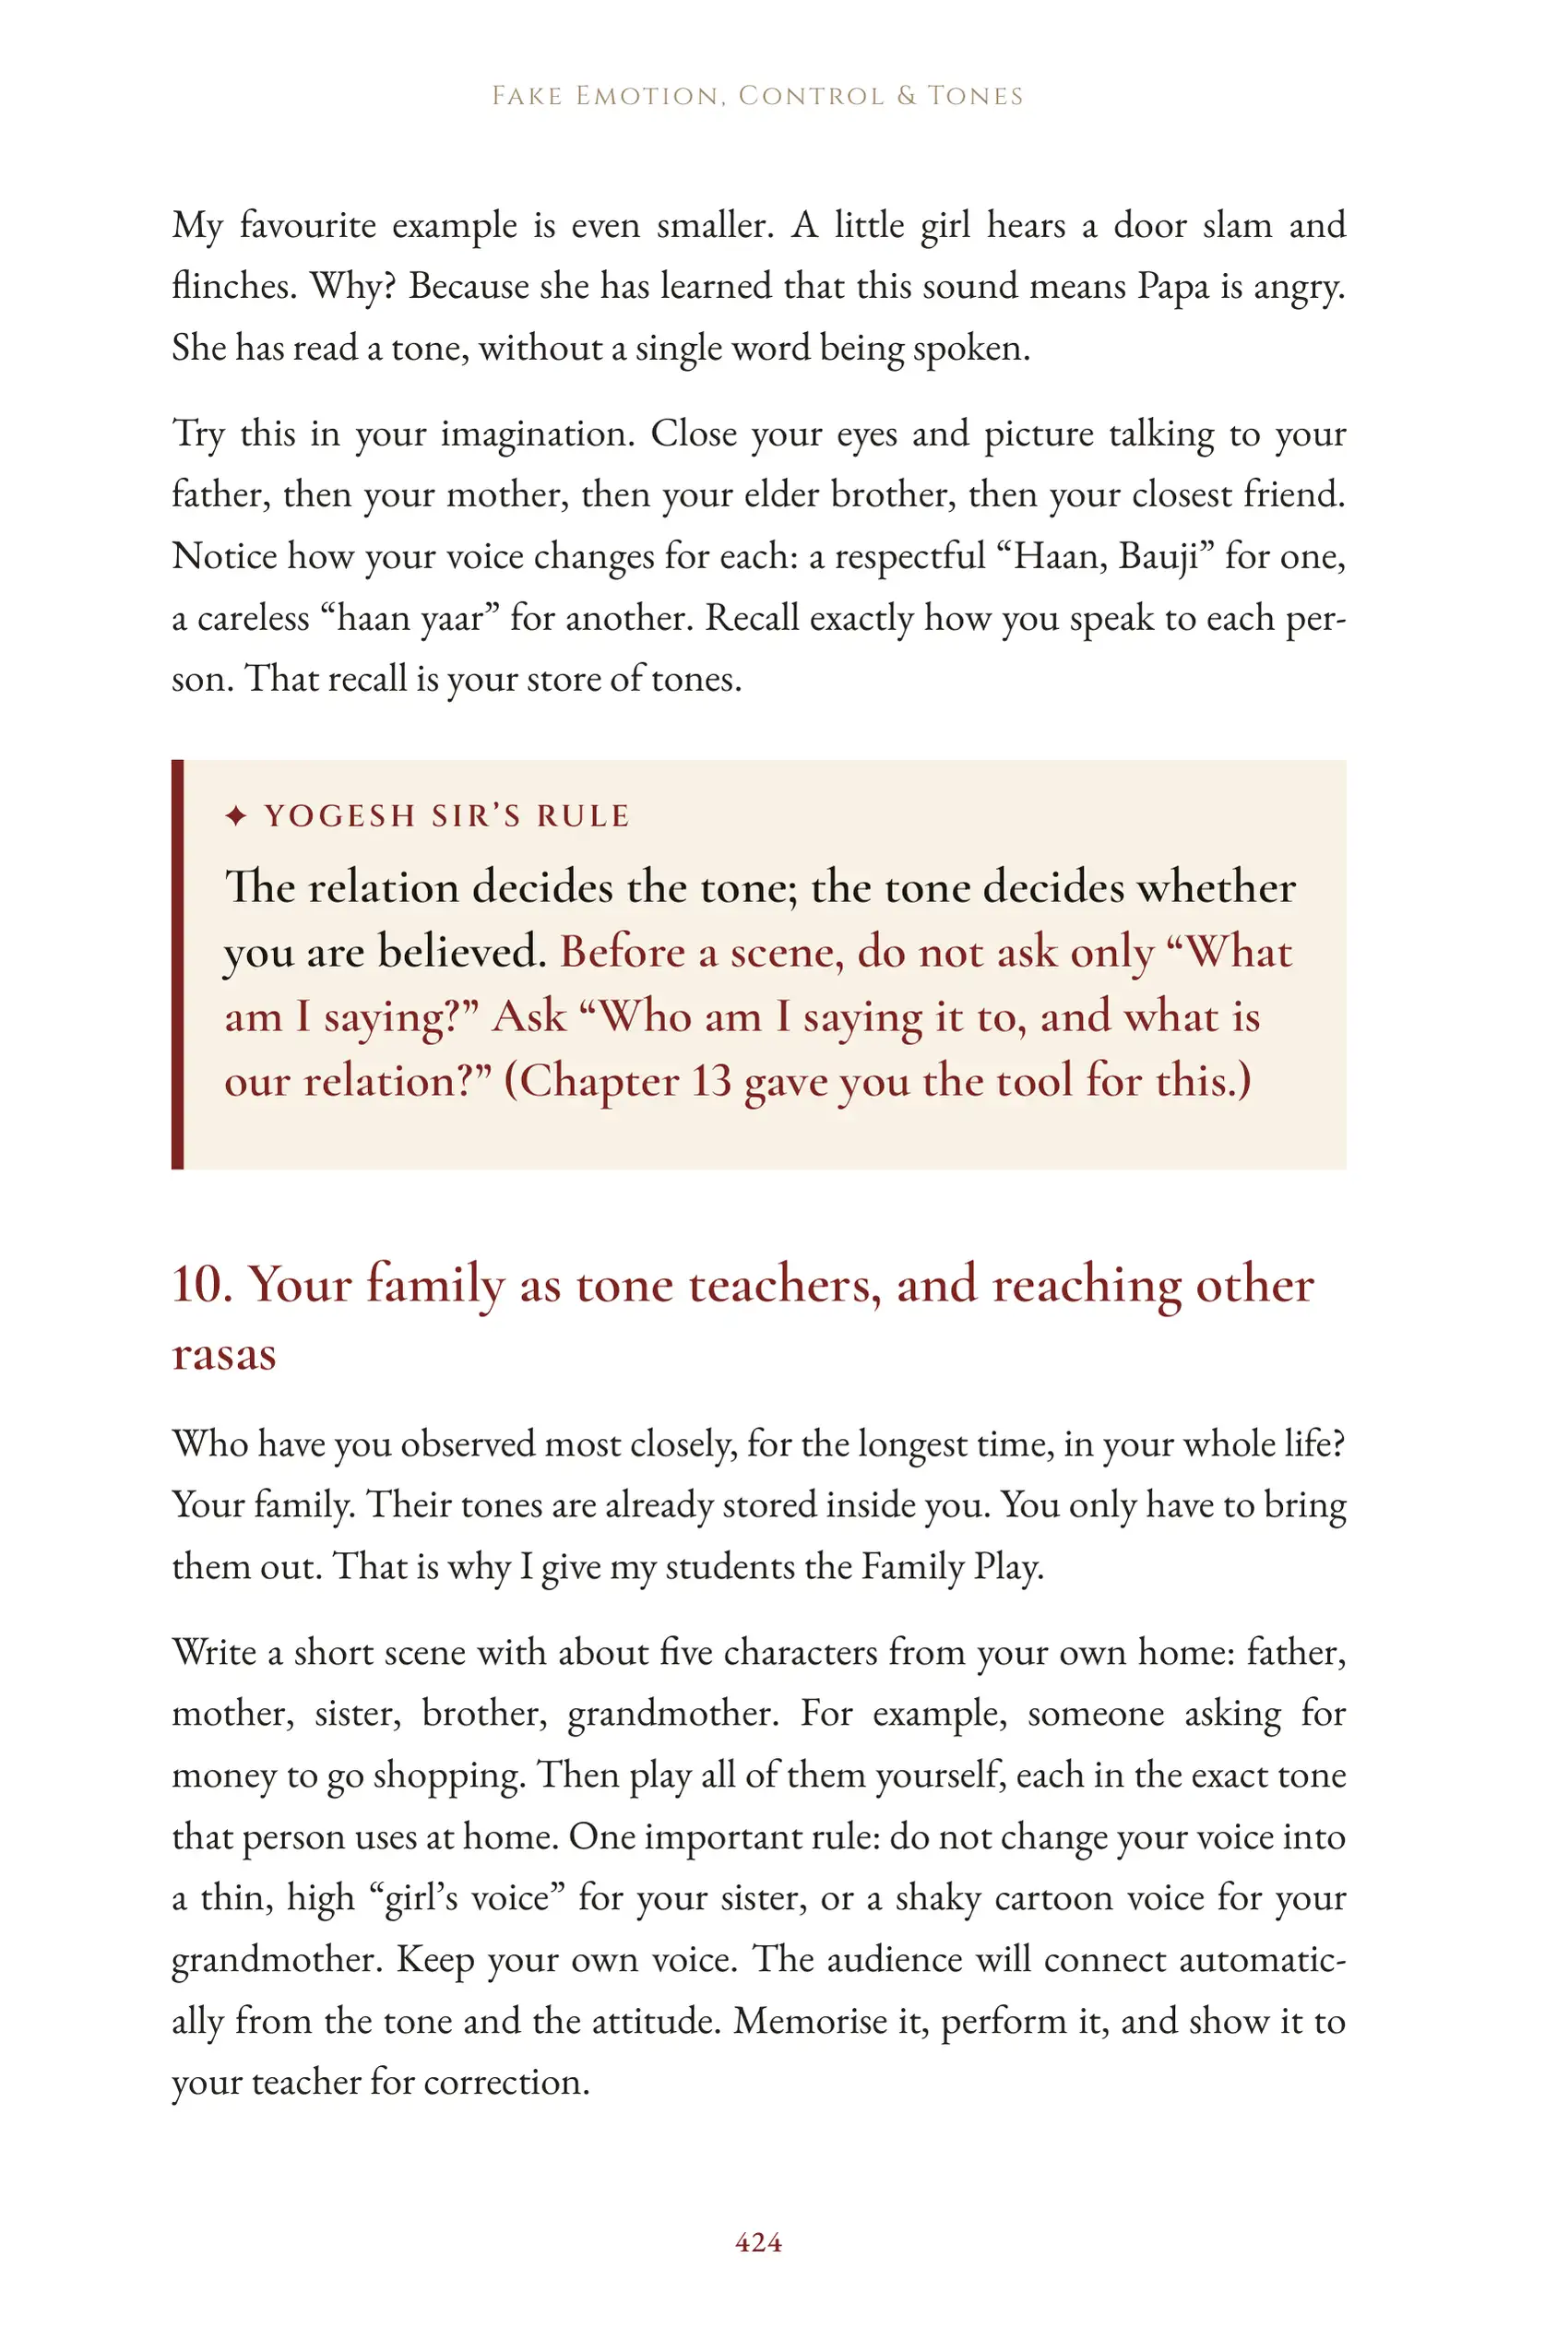 FAKE EMOTION, CONTROL & TONES
My favourite example is even smaller. A little girl hears a door slam and
flinches. Why? Because she has learned that this sound means Papa is angry.
She has read a tone, without a single word being spoken.
Try this in your imagination. Close your eyes and picture talking to your
father, then your mother, then your elder brother, then your closest friend.
Notice how your voice changes for each: a respectful “Haan, Bauji” for one,
a careless “haan yaar” for another. Recall exactly how you speak to each per-
son. That recall is your store of tones.
✦ YOGESH SIR’S RULE
The relation decides the tone; the tone decides whether
you are believed. Before a scene, do not ask only “What
am I saying?” Ask “Who am I saying it to, and what is
our relation?” (Chapter 13 gave you the tool for this.)
10. Your family as tone teachers, and reaching other
rasas
Who have you observed most closely, for the longest time, in your whole life?
Your family. Their tones are already stored inside you. You only have to bring
them out. That is why I give my students the Family Play.
Write a short scene with about five characters from your own home: father,
mother, sister, brother, grandmother. For example, someone asking for
money to go shopping. Then play all of them yourself, each in the exact tone
that person uses at home. One important rule: do not change your voice into
a thin, high “girl’s voice” for your sister, or a shaky cartoon voice for your
grandmother. Keep your own voice. The audience will connect automatic-
ally from the tone and the attitude. Memorise it, perform it, and show it to
your teacher for correction.
424